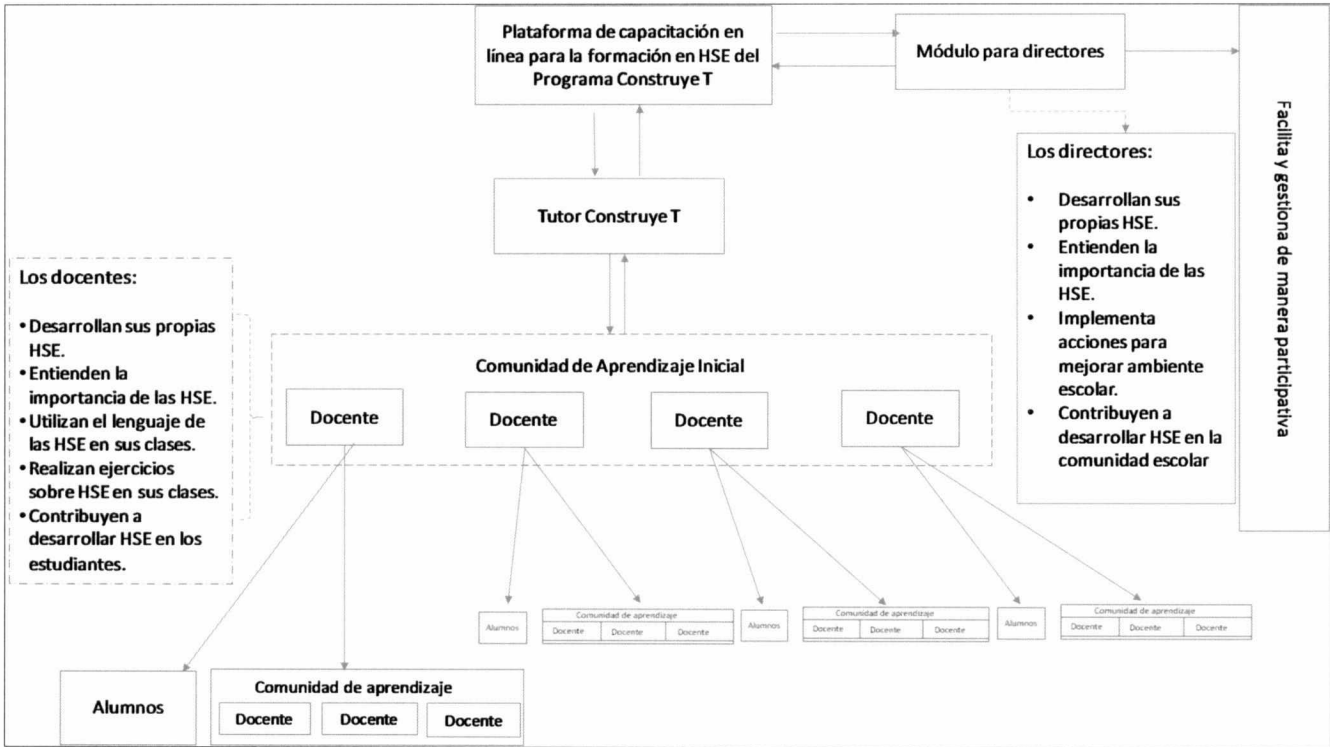 Plataforma de capacitación en
línea para la formación en HSE del
Programa Construye T
Módulo para directores
Facilita y gestiona de manera participativa
Los directores:
• Desarrollan sus
propias HSE.
• Entienden la
importancia de las
HSE.
• Implementa
acciones para
mejorar ambiente
escolar.
• Contribuyen a
desarrollar HSE en la
comunidad escolar
Tutor Construye T
Los docentes:
• Desarrollan sus propias
HSE.
• Entienden la
importancia de las HSE.
• Utilizan el lenguaje de
las HSE en sus clases.
• Realizan ejercicios
sobre HSE en sus clases.
• Contribuyen a
desarrollar HSE en los
estudiantes.
Comunidad de Aprendizaje Inicial
Docente
Docente
Docente
Docente
Alumnos
Comunidad de aprendizaje
Docente Docente Docente
Alumnos
Comunidad de aprendizaje
Docente Docente Docente
Alumnos
Comunidad de aprendizaje
Docente Docente Docente
Alumnos
Comunidad de aprendizaje
Docente Docente Docente